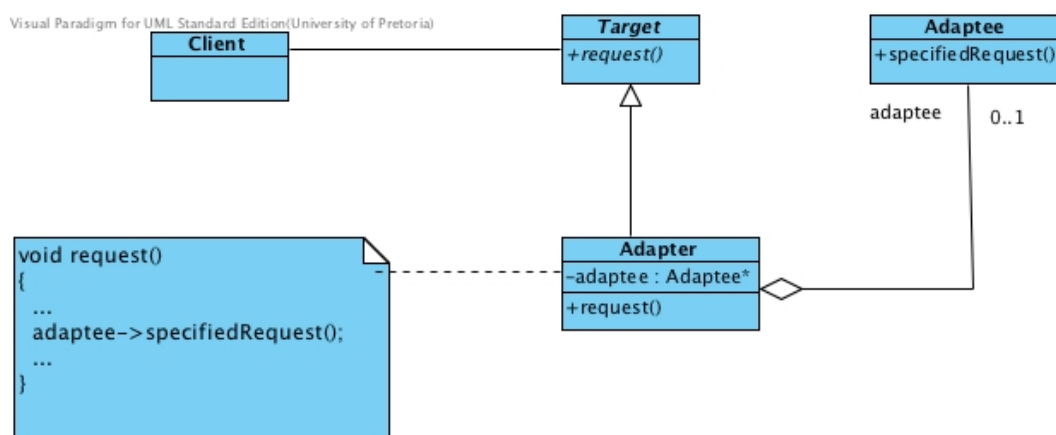 Visual Paradigm for UML Standard Edition(University of Pretoria)
Client
Target
+request()
Adaptee
+specifiedRequest()
adaptee
0..1
void request()
{
...
adaptee->specifiedRequest();
...
}
Adapter
-adaptee : Adaptee*
+request()